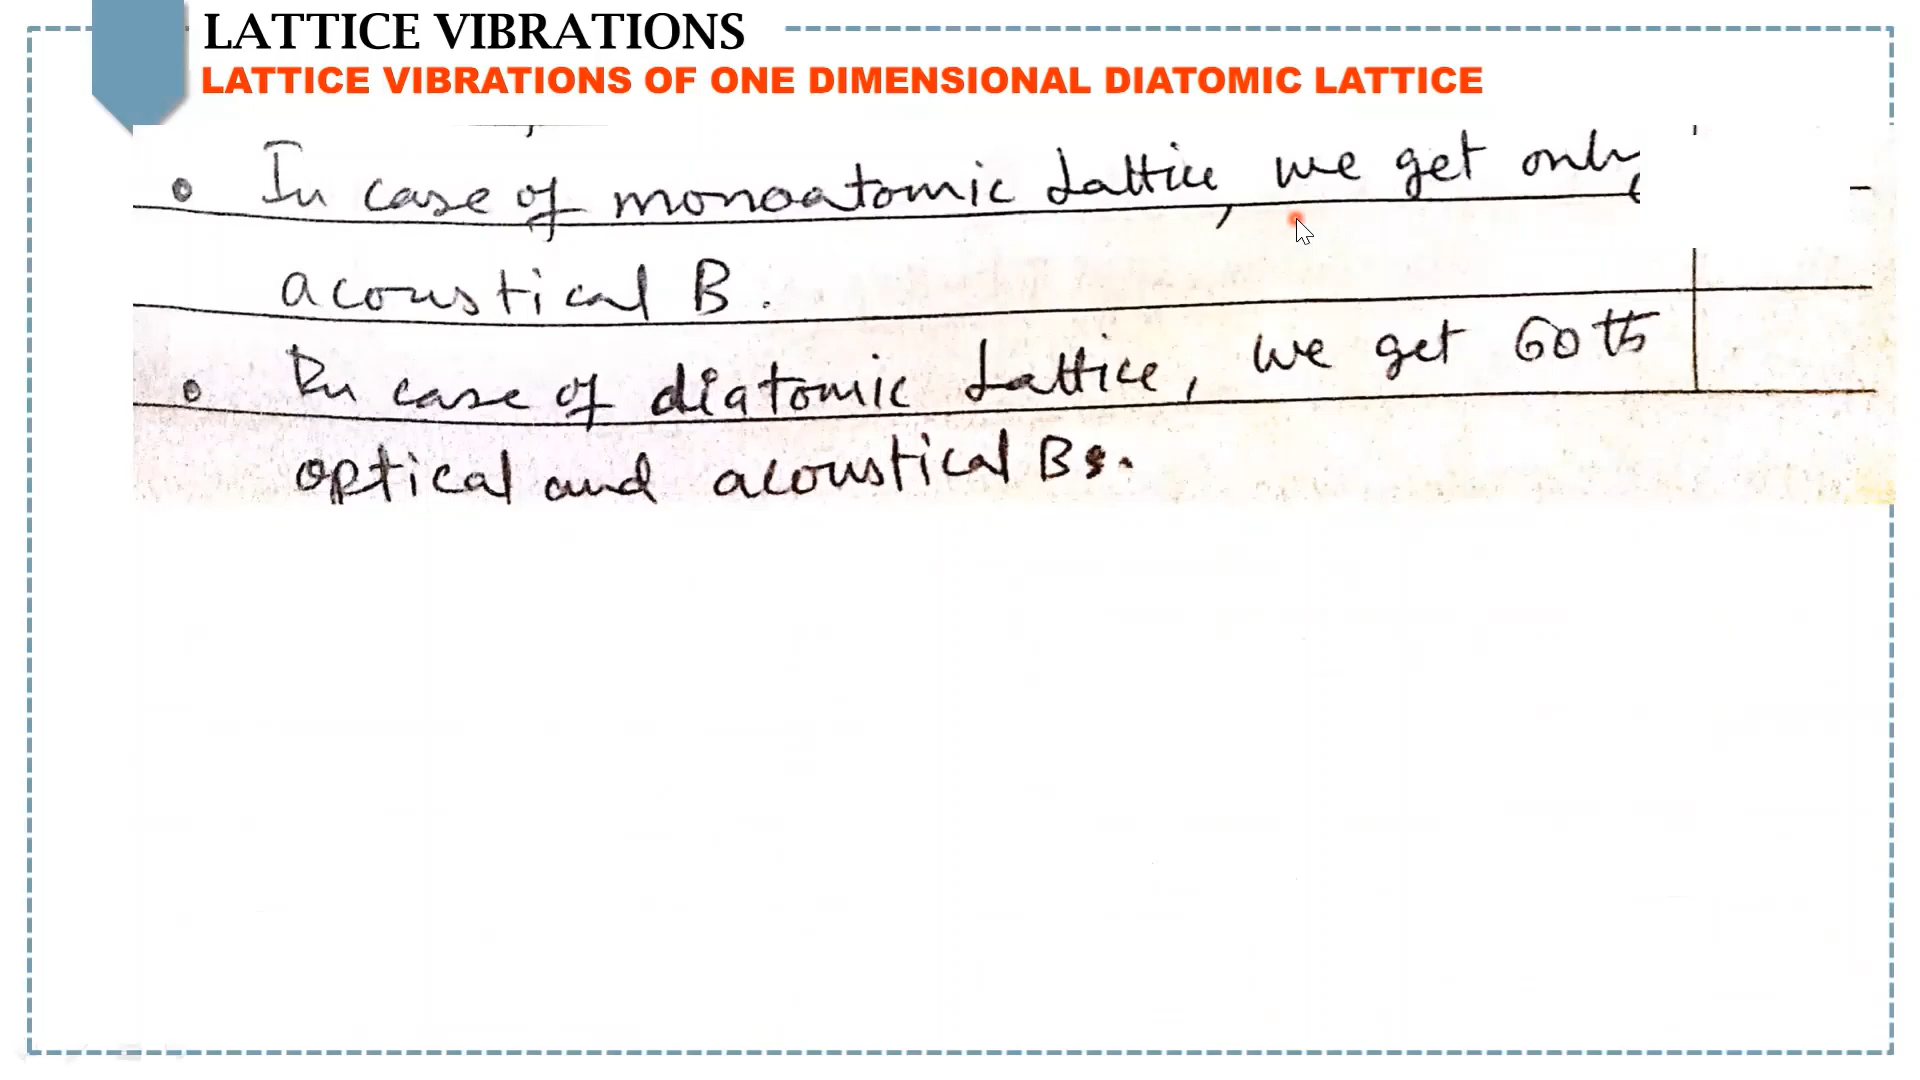 LATTICE VIBRATIONS
LATTICE VIBRATIONS OF ONE DIMENSIONAL DIATOMIC LATTICE
• In case of monoatomic Lattice, we get only
acoustical B.
• In case of diatomic Lattice, we get both
optical and acoustical Bs.